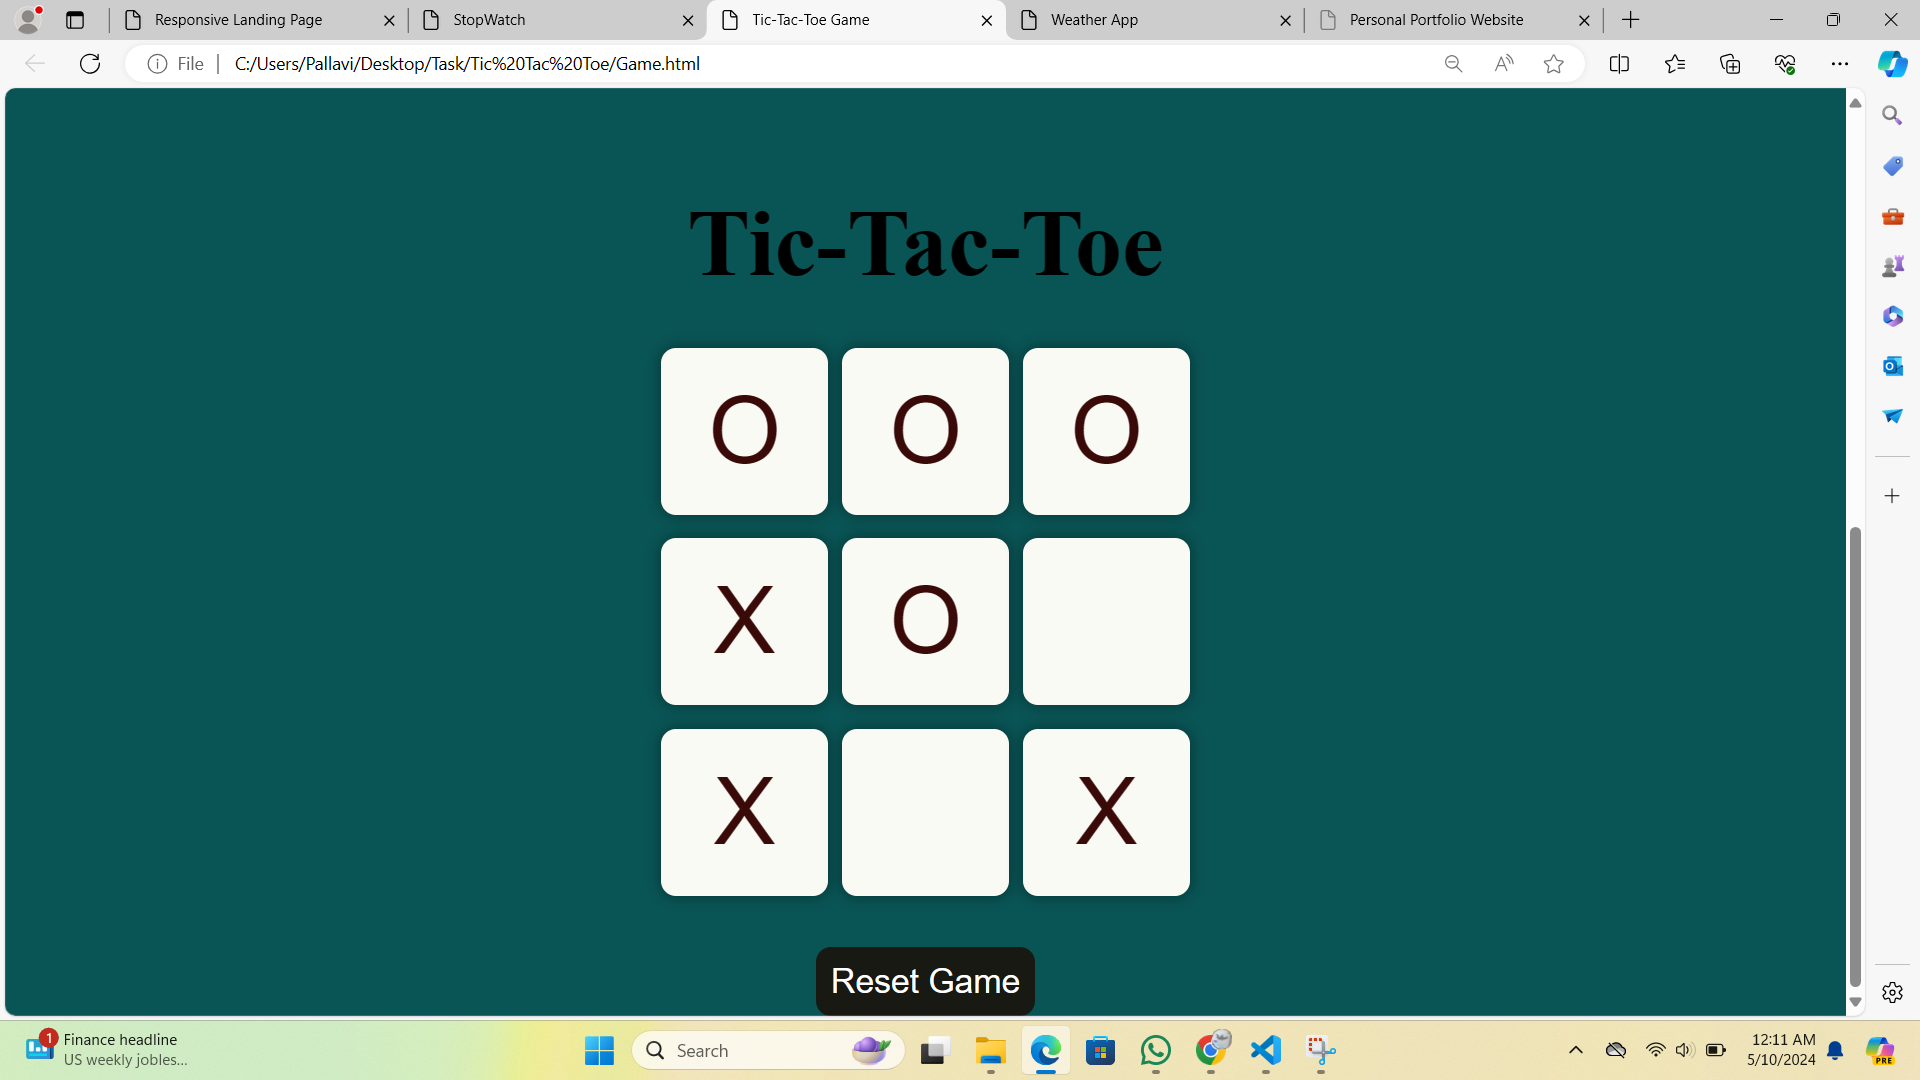 Responsive Landing Page
StopWatch
Tic-Tac-Toe Game
Weather App
Personal Portfolio Website
File
C:/Users/Pallavi/Desktop/Task/Tic%20Tac%20Toe/Game.html
Tic-Tac-Toe
O O O
X O
X X
Reset Game
1
Finance headline
US weekly jobles...
Search
12:11 AM
5/10/2024
PRE